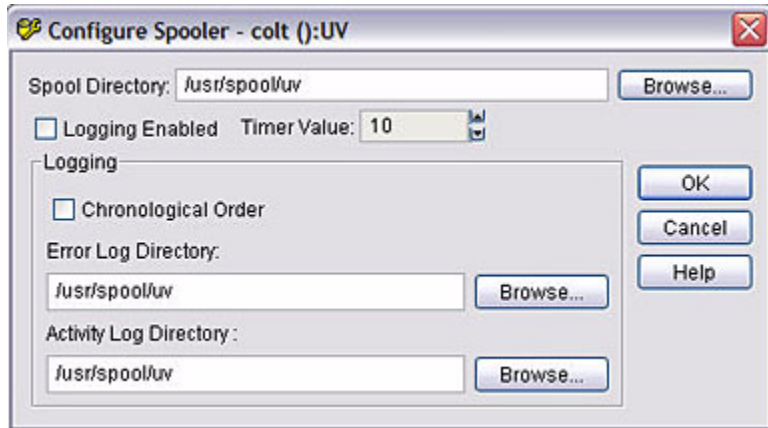 Configure Spooler - colt ():UV
Spool Directory: /usr/spool/uv Browse...
Logging Enabled Timer Value: 10
Logging
Chronological Order
Error Log Directory:
/usr/spool/uv Browse...
Activity Log Directory :
/usr/spool/uv Browse...
OK
Cancel
Help